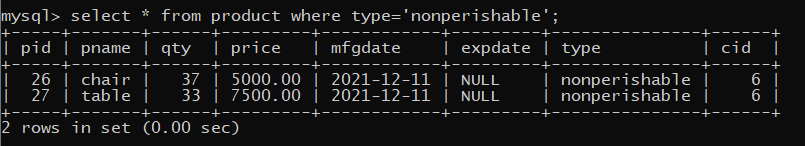 mysql> select * from product where type='nonperishable';
+-----+-------+------+---------+------------+---------+---------------+------+
| pid | pname | qty  | price   | mfgdate    | expdate | type          | cid  |
+-----+-------+------+---------+------------+---------+---------------+------+
|  26 | chair |   37 | 5000.00 | 2021-12-11 | NULL    | nonperishable |    6 |
|  27 | table |   33 | 7500.00 | 2021-12-11 | NULL    | nonperishable |    6 |
+-----+-------+------+---------+------------+---------+---------------+------+
2 rows in set (0.00 sec)